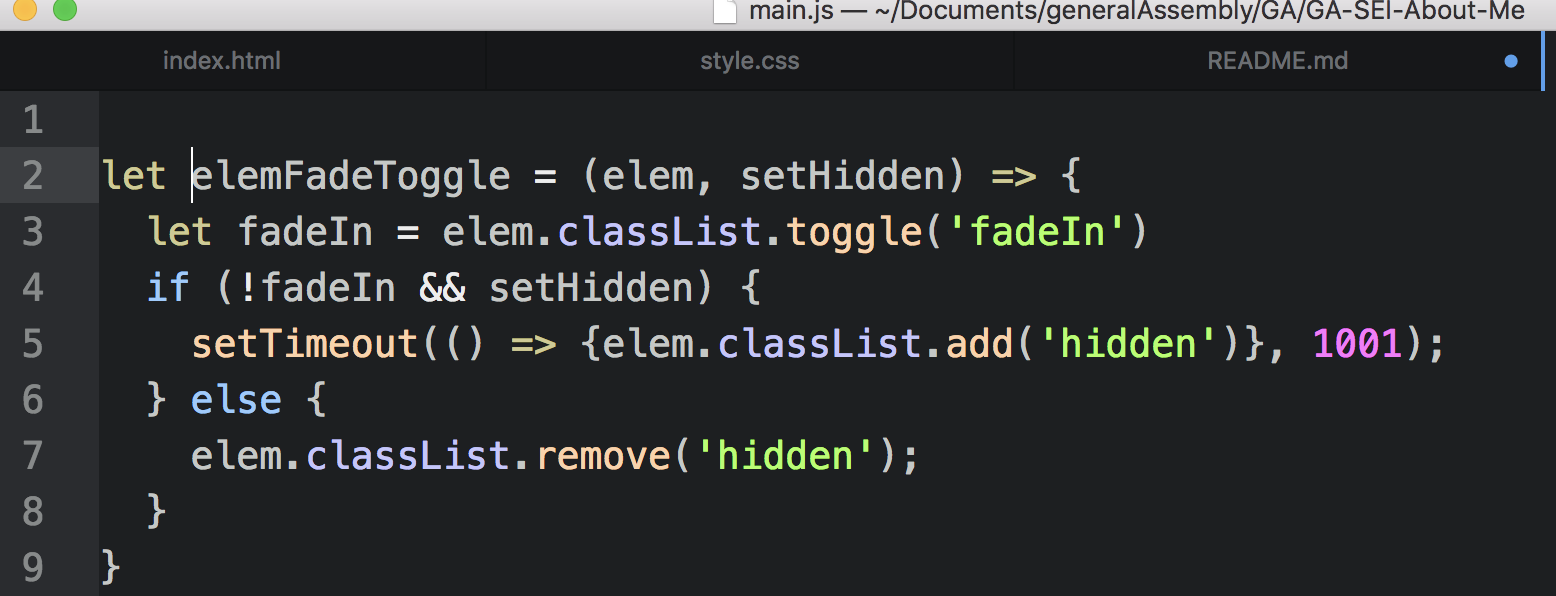 main.js — ~/Documents/generalAssembly/GA/GA-SEI-About-Me
index.html style.css README.md
1
2 let elemFadeToggle = (elem, setHidden) => {
3   let fadeIn = elem.classList.toggle('fadeIn')
4   if (!fadeIn && setHidden) {
5     setTimeout(() => {elem.classList.add('hidden')}, 1001);
6   } else {
7     elem.classList.remove('hidden');
8   }
9 }